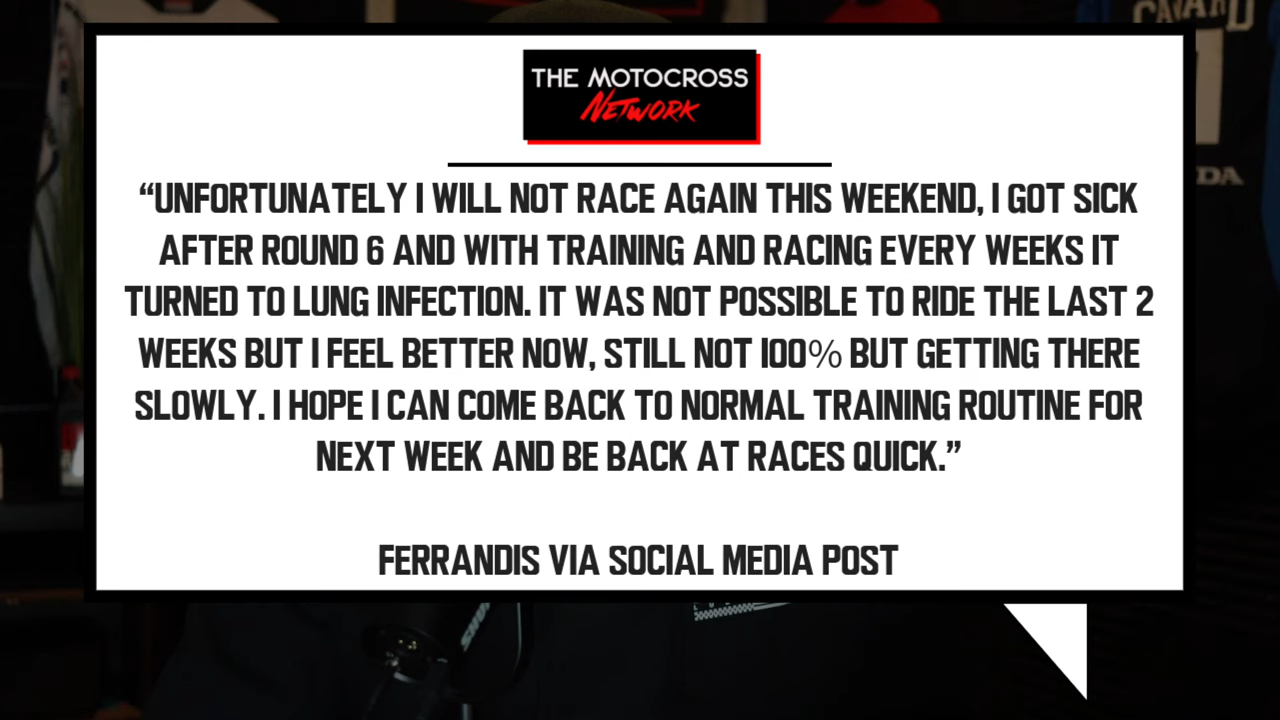 CANARD
THE MOTOCROSS
NETWORK
“UNFORTUNATELY I WILL NOT RACE AGAIN THIS WEEKEND, I GOT SICK
AFTER ROUND 6 AND WITH TRAINING AND RACING EVERY WEEKS IT
TURNED TO LUNG INFECTION. IT WAS NOT POSSIBLE TO RIDE THE LAST 2
WEEKS BUT I FEEL BETTER NOW, STILL NOT 100% BUT GETTING THERE
SLOWLY. I HOPE I CAN COME BACK TO NORMAL TRAINING ROUTINE FOR
NEXT WEEK AND BE BACK AT RACES QUICK.”
FERRANDIS VIA SOCIAL MEDIA POST